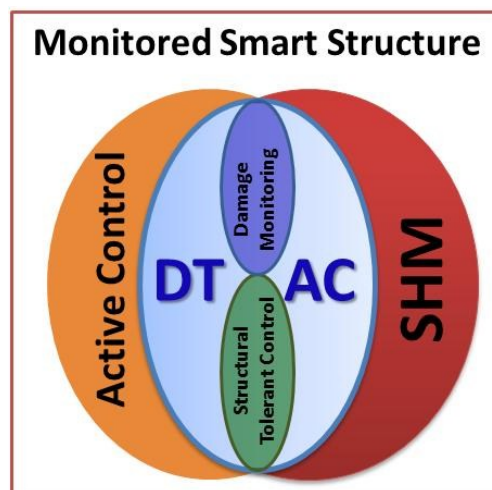 Monitored Smart Structure
Active Control
Damage
Monitoring
DT AC
Structural
Tolerant Control
SHM